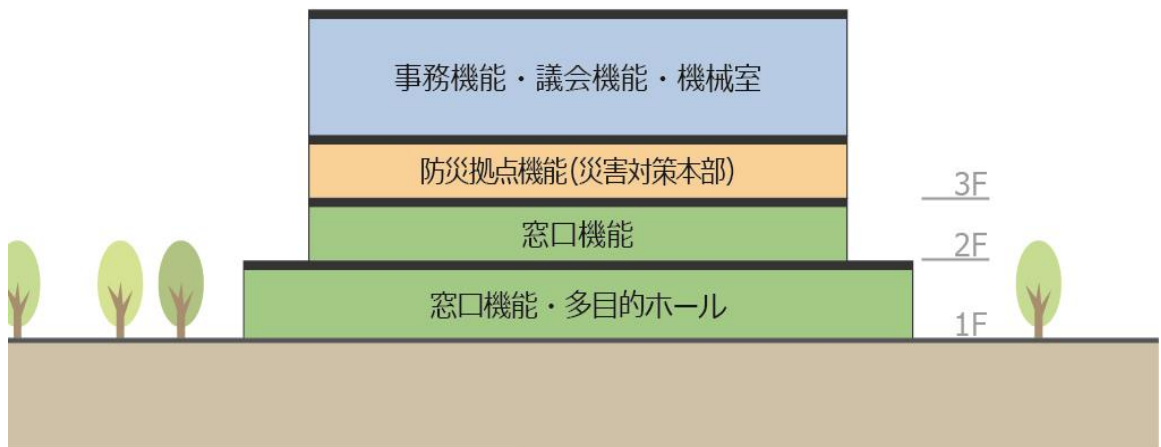 事務機能・議会機能・機械室
防災拠点機能(災害対策本部)
3F
窓口機能
2F
窓口機能・多目的ホール
1F